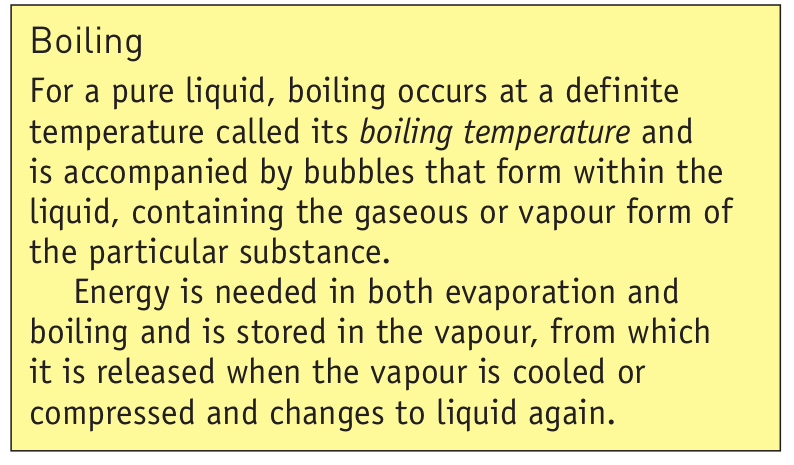 Boiling
For a pure liquid, boiling occurs at a definite
temperature called its boiling temperature and
is accompanied by bubbles that form within the
liquid, containing the gaseous or vapour form of
the particular substance.
Energy is needed in both evaporation and
boiling and is stored in the vapour, from which
it is released when the vapour is cooled or
compressed and changes to liquid again.